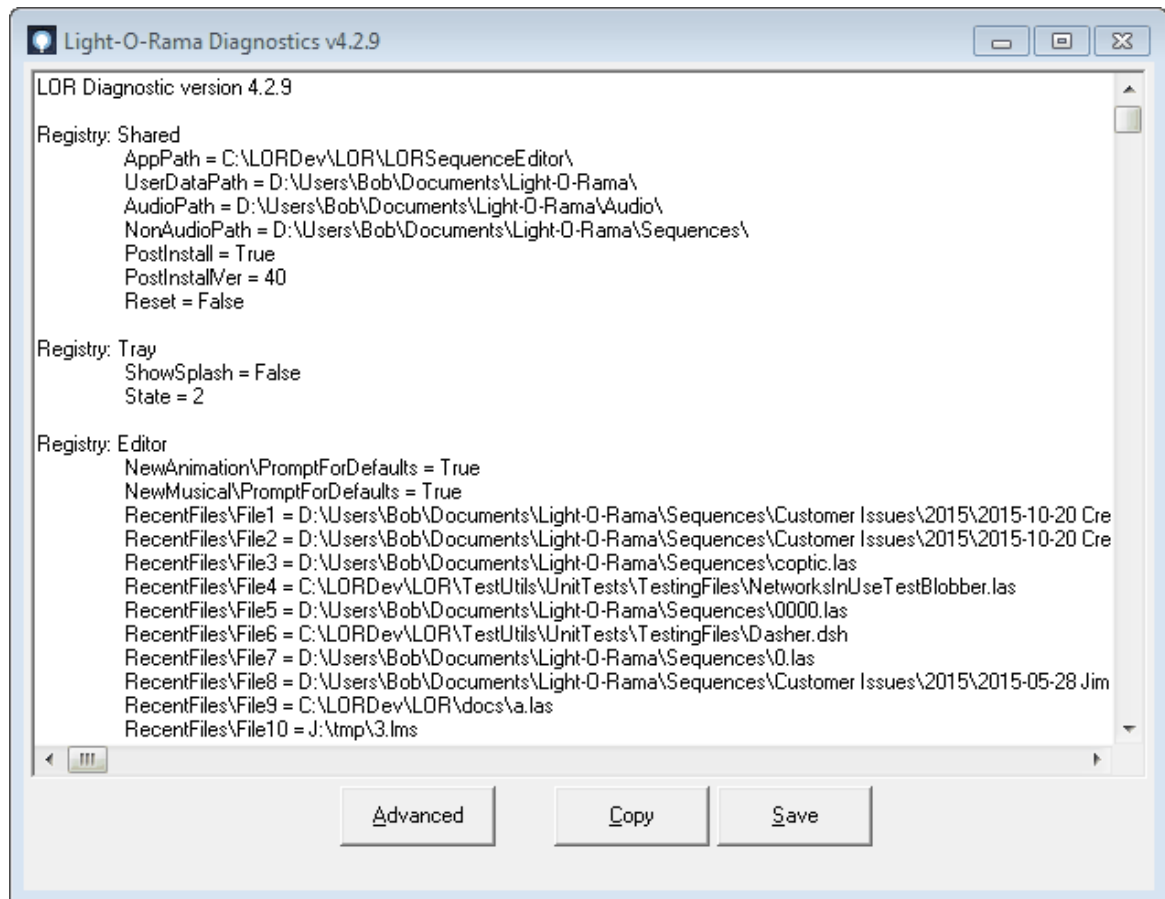 Light-O-Rama Diagnostics v4.2.9
LOR Diagnostic version 4.2.9
Registry: Shared
AppPath = C:\LORDev\LOR\LORSequenceEditor\
UserDataPath = D:\Users\Bob\Documents\Light-O-Rama\
AudioPath = D:\Users\Bob\Documents\Light-O-Rama\Audio\
NonAudioPath = D:\Users\Bob\Documents\Light-O-Rama\Sequences\
PostInstall = True
PostInstallVer = 40
Reset = False
Registry: Tray
ShowSplash = False
State = 2
Registry: Editor
NewAnimation\PromptForDefaults = True
NewMusical\PromptForDefaults = True
RecentFiles\File1 = D:\Users\Bob\Documents\Light-O-Rama\Sequences\Customer Issues\2015\2015-10-20 Cre
RecentFiles\File2 = D:\Users\Bob\Documents\Light-O-Rama\Sequences\Customer Issues\2015\2015-10-20 Cre
RecentFiles\File3 = D:\Users\Bob\Documents\Light-O-Rama\Sequences\coptic.las
RecentFiles\File4 = C:\LORDev\LOR\TestUtils\UnitTests\TestingFiles\NetworksInUseTestBlobber.las
RecentFiles\File5 = D:\Users\Bob\Documents\Light-O-Rama\Sequences\0000.las
RecentFiles\File6 = C:\LORDev\LOR\TestUtils\UnitTests\TestingFiles\Dasher.dsh
RecentFiles\File7 = D:\Users\Bob\Documents\Light-O-Rama\Sequences\0.las
RecentFiles\File8 = D:\Users\Bob\Documents\Light-O-Rama\Sequences\Customer Issues\2015\2015-05-28 Jim
RecentFiles\File9 = C:\LORDev\LOR\docs\a.las
RecentFiles\File10 = J:\tmp\3.lms
Advanced
Copy
Save